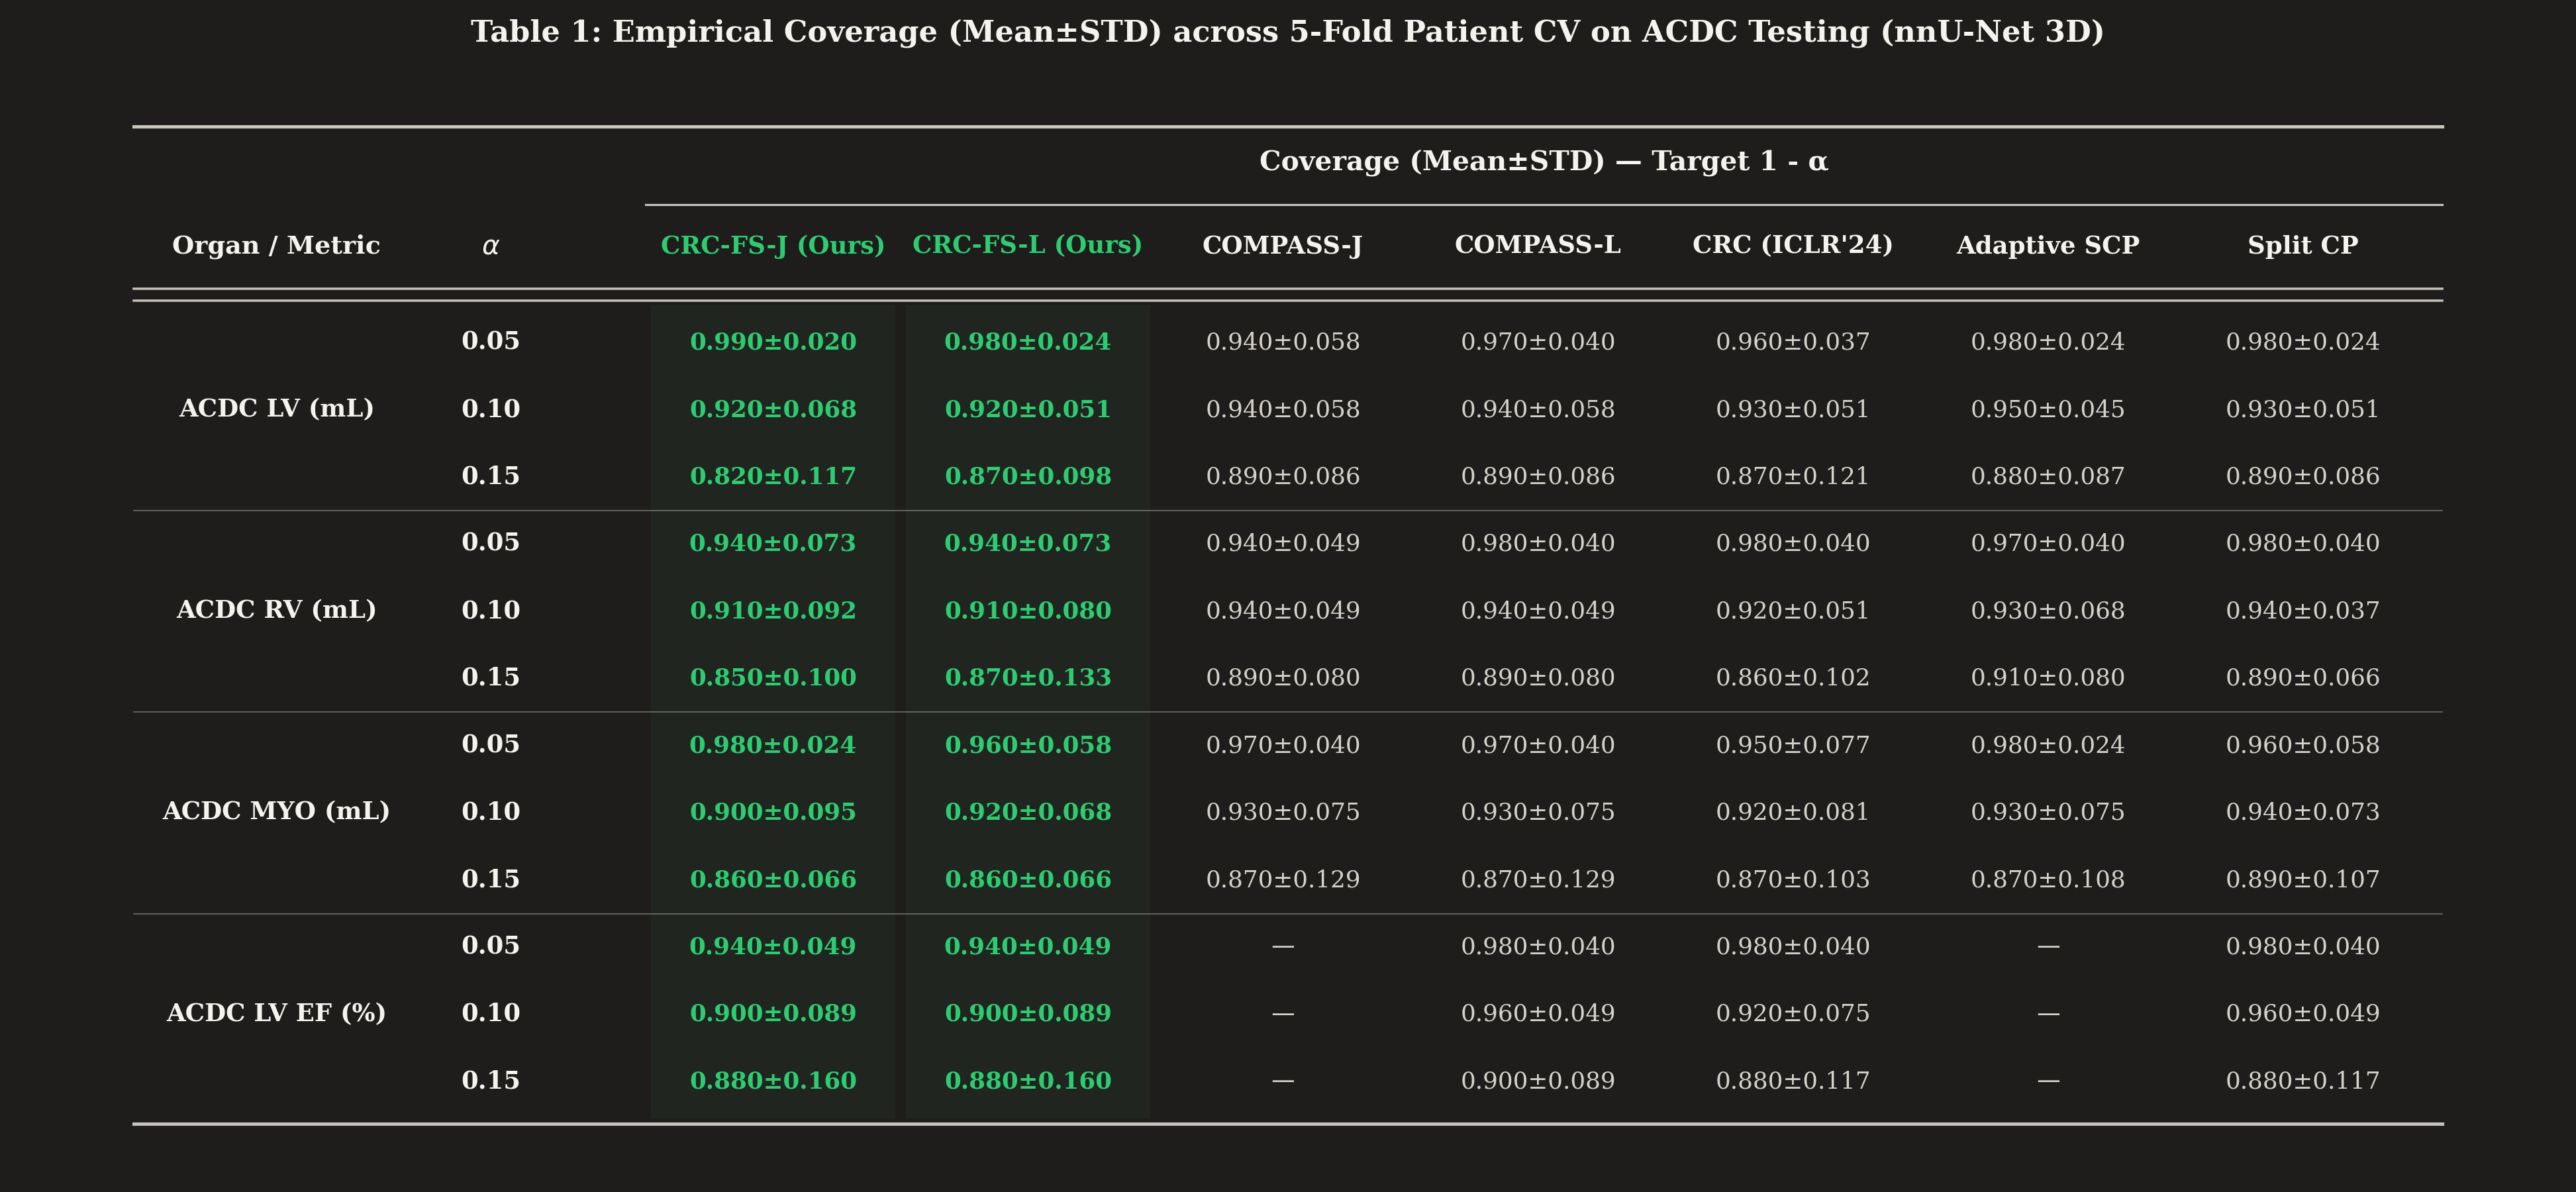 Table 1: Empirical Coverage (Mean±STD) across 5-Fold Patient CV on ACDC Testing (nnU-Net 3D)
Coverage (Mean±STD) — Target 1 - α
Organ / Metric α CRC-FS-J (Ours) CRC-FS-L (Ours) COMPASS-J COMPASS-L CRC (ICLR'24) Adaptive SCP Split CP
0.05 0.990±0.020 0.980±0.024 0.940±0.058 0.970±0.040 0.960±0.037 0.980±0.024 0.980±0.024
ACDC LV (mL) 0.10 0.920±0.068 0.920±0.051 0.940±0.058 0.940±0.058 0.930±0.051 0.950±0.045 0.930±0.051
0.15 0.820±0.117 0.870±0.098 0.890±0.086 0.890±0.086 0.870±0.121 0.880±0.087 0.890±0.086
0.05 0.940±0.073 0.940±0.073 0.940±0.049 0.980±0.040 0.980±0.040 0.970±0.040 0.980±0.040
ACDC RV (mL) 0.10 0.910±0.092 0.910±0.080 0.940±0.049 0.940±0.049 0.920±0.051 0.930±0.068 0.940±0.037
0.15 0.850±0.100 0.870±0.133 0.890±0.080 0.890±0.080 0.860±0.102 0.910±0.080 0.890±0.066
0.05 0.980±0.024 0.960±0.058 0.970±0.040 0.970±0.040 0.950±0.077 0.980±0.024 0.960±0.058
ACDC MYO (mL) 0.10 0.900±0.095 0.920±0.068 0.930±0.075 0.930±0.075 0.920±0.081 0.930±0.075 0.940±0.073
0.15 0.860±0.066 0.860±0.066 0.870±0.129 0.870±0.129 0.870±0.103 0.870±0.108 0.890±0.107
0.05 0.940±0.049 0.940±0.049 — 0.980±0.040 0.980±0.040 — 0.980±0.040
ACDC LV EF (%) 0.10 0.900±0.089 0.900±0.089 — 0.960±0.049 0.920±0.075 — 0.960±0.049
0.15 0.880±0.160 0.880±0.160 — 0.900±0.089 0.880±0.117 — 0.880±0.117